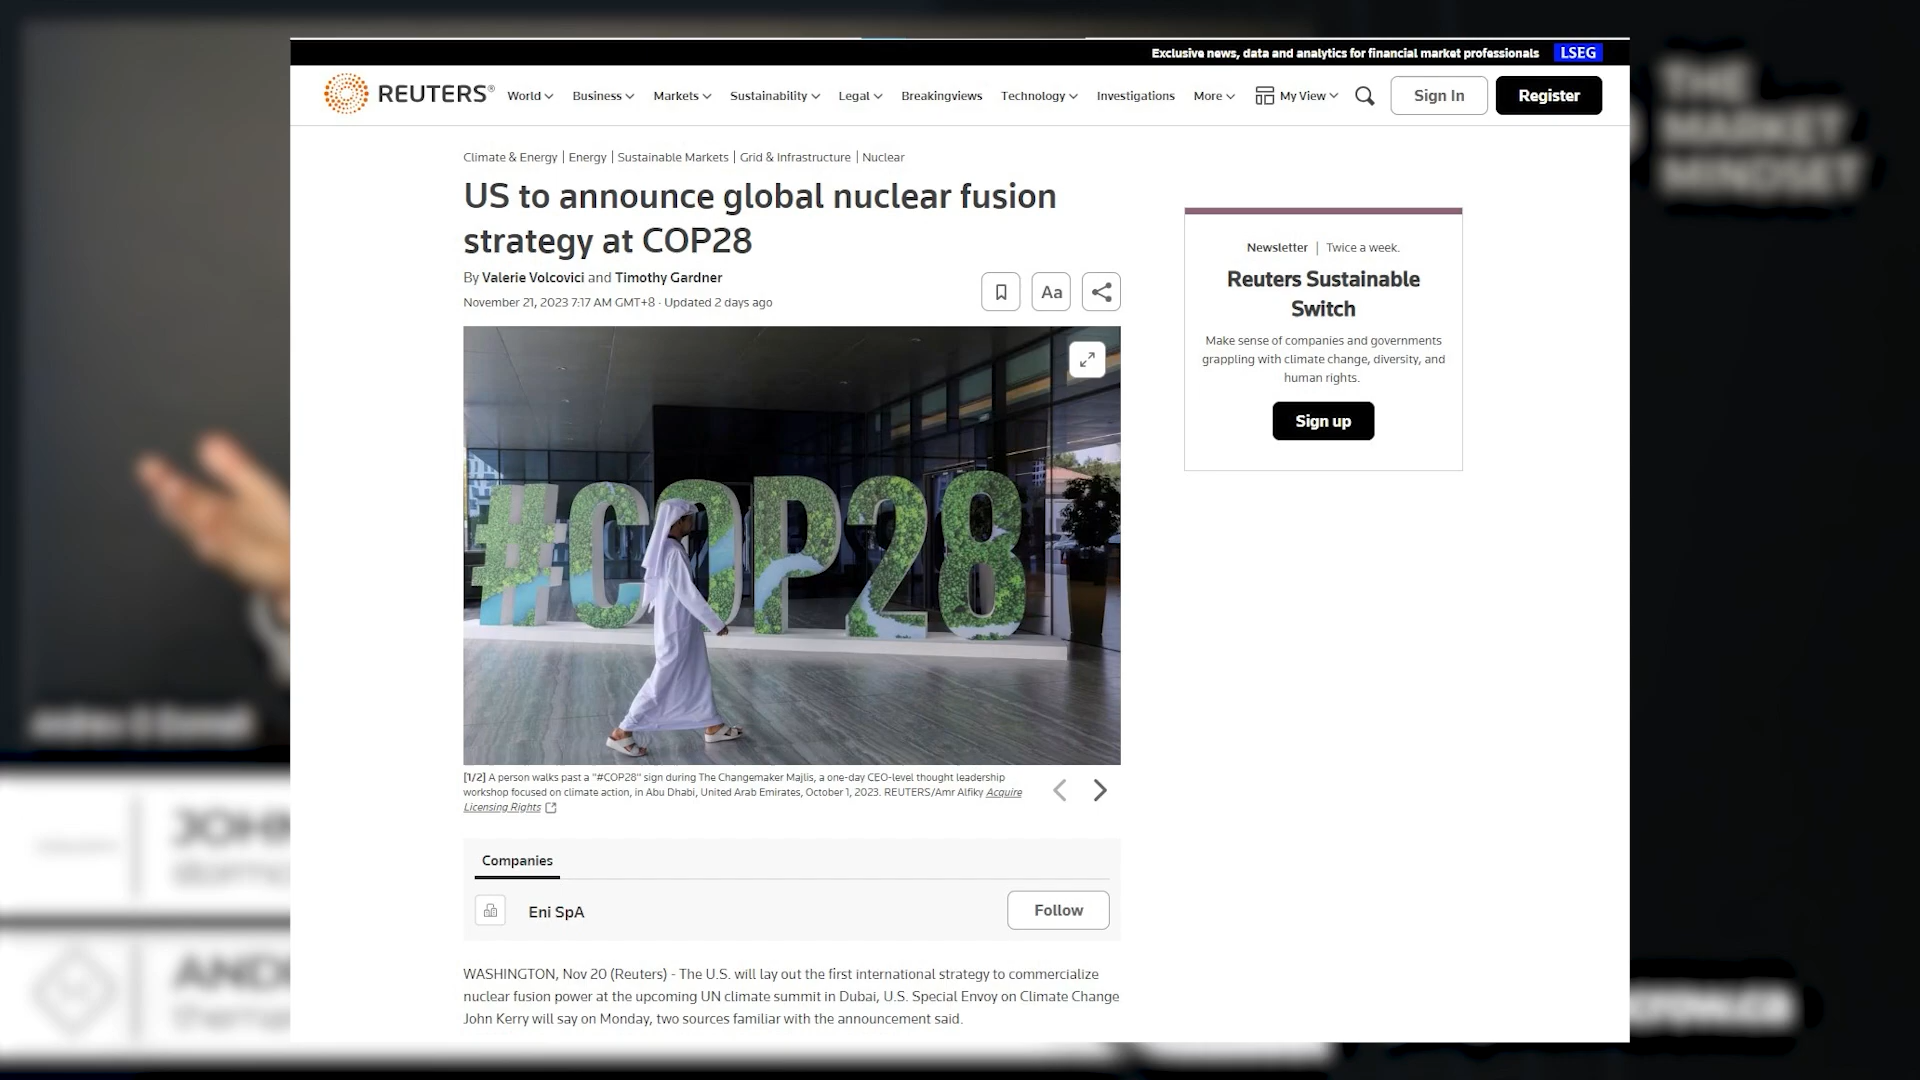 Exclusive news, data and analytics for financial market professionals LSEG
REUTERS® World Business Markets Sustainability Legal Breakingviews Technology Investigations More My View Sign In Register
Climate & Energy | Energy | Sustainable Markets | Grid & Infrastructure | Nuclear
US to announce global nuclear fusion
strategy at COP28
By Valerie Volcovici and Timothy Gardner
November 21, 2023 7:17 AM GMT+8 · Updated 2 days ago
Aa
#COP28
[1/2] A person walks past a "#COP28" sign during The Changemaker Majlis, a one-day CEO-level thought leadership
workshop focused on climate action, in Abu Dhabi, United Arab Emirates, October 1, 2023. REUTERS/Amr Alfiky Acquire
Licensing Rights
Companies
Eni SpA
Follow
WASHINGTON, Nov 20 (Reuters) - The U.S. will lay out the first international strategy to commercialize
nuclear fusion power at the upcoming UN climate summit in Dubai, U.S. Special Envoy on Climate Change
John Kerry will say on Monday, two sources familiar with the announcement said.
Newsletter | Twice a week.
Reuters Sustainable
Switch
Make sense of companies and governments
grappling with climate change, diversity, and
human rights.
Sign up
THE
MARKET
MINDSET